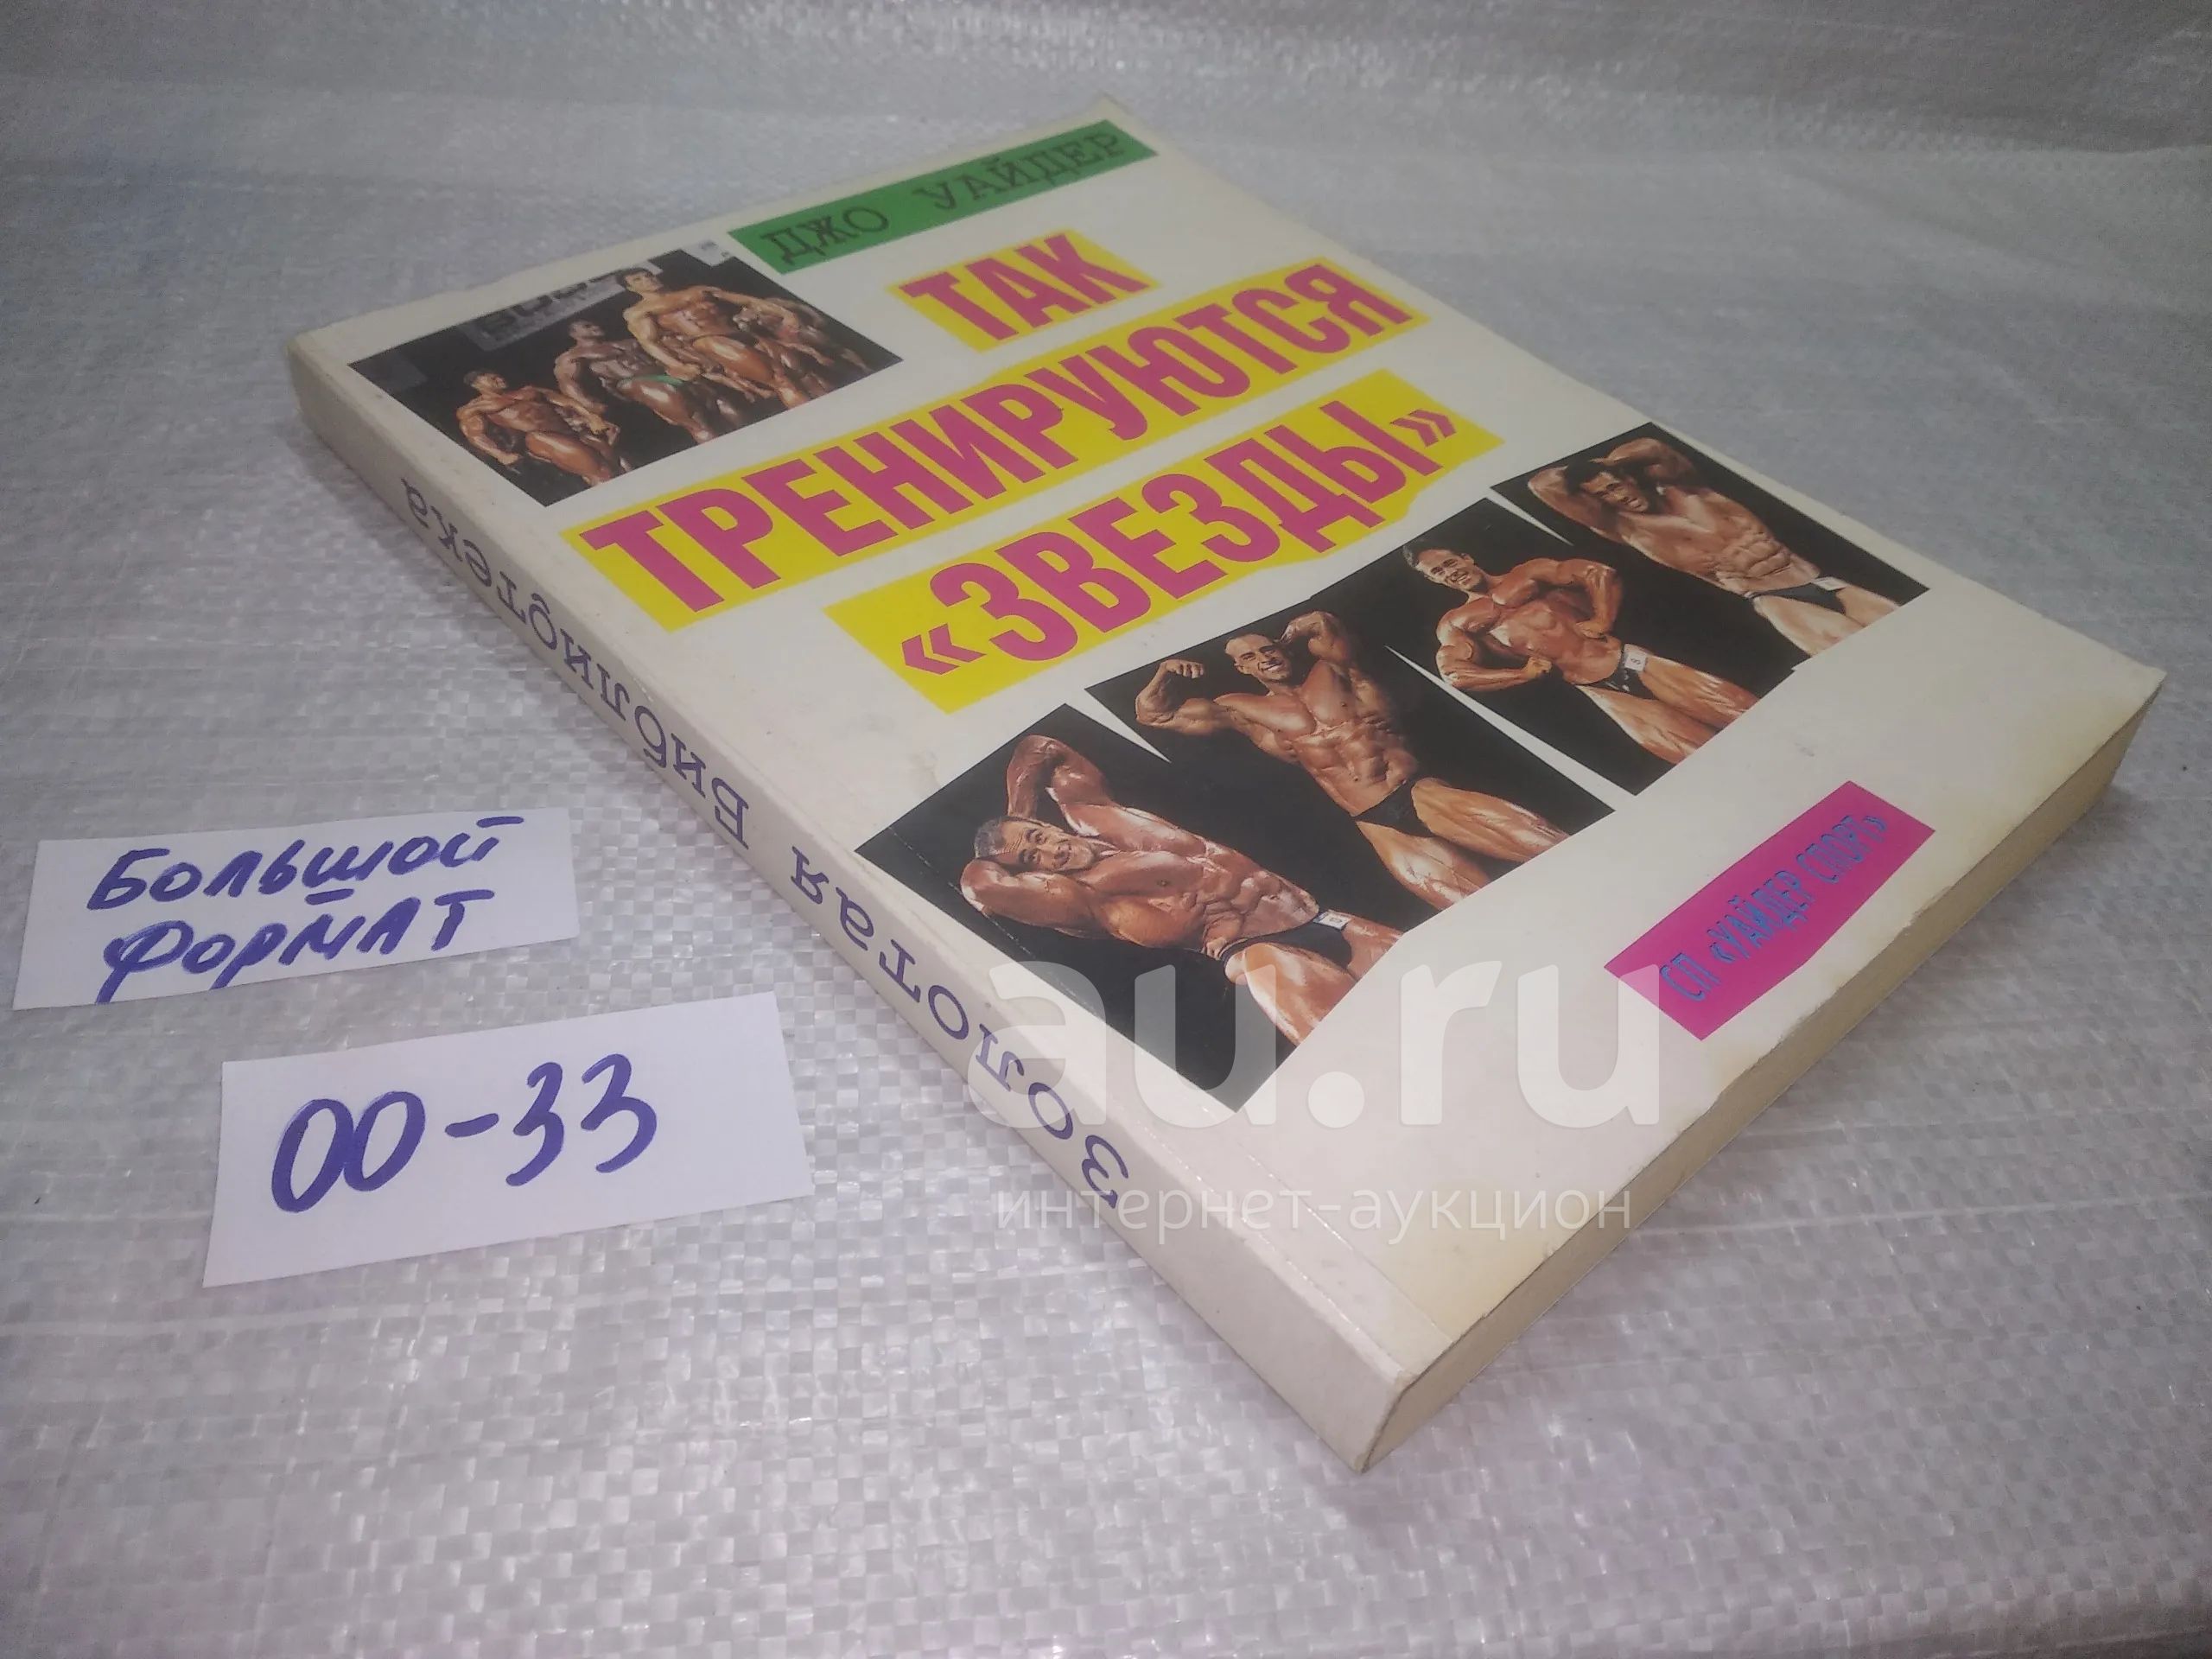 ДЖО УАЙДЕР
ТАК
ТРЕНИРУЮТСЯ
«ЗВЕЗДЫ»
СП «УАЙДЕР СПОРТ»
Золотая Библиотека
БОЛЬШОЙ
ФОРМАТ
00-33
au.ru
интернет-аукцион